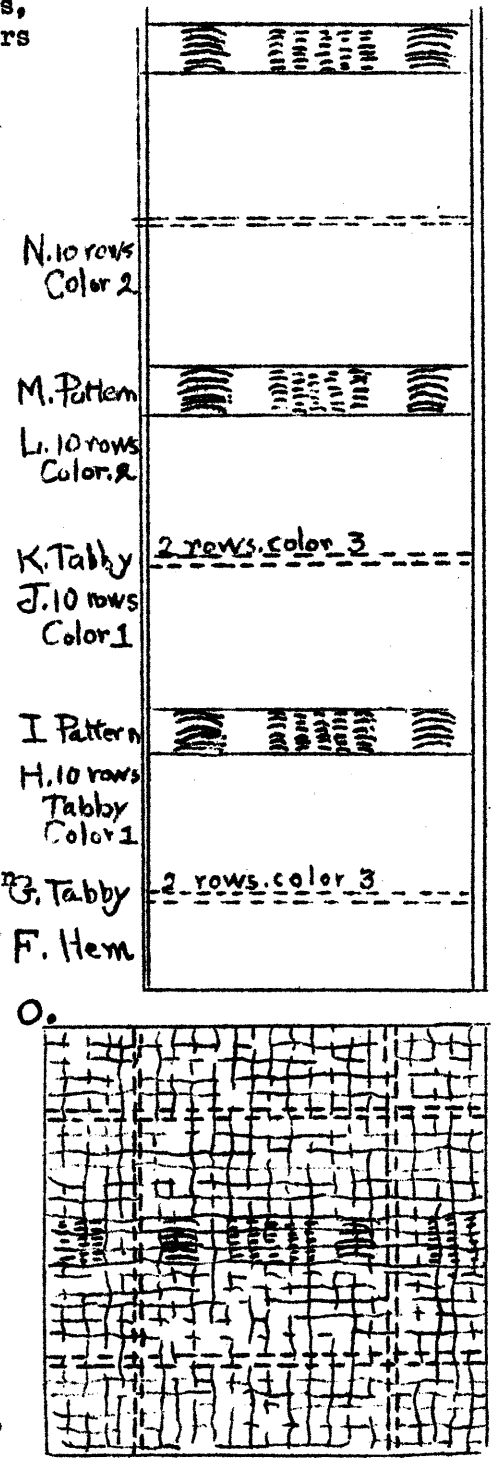 s,
rs
N.10 rows
Color 2
M.Pattern
L.10 rows
Color.2
2 rows.color 3
K.Tabby
J.10 rows
Color 1
I Pattern
H.10 rows
Tabby
Color 1
2 rows.color 3
G.Tabby
F. Hem
O.